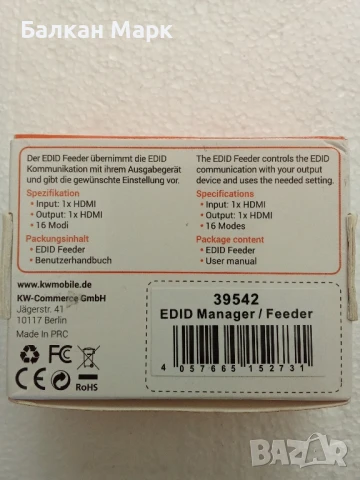 Балкан Марк
Der EDID Feeder übernimmt die EDID
Kommunikation mit ihrem Ausgabegerät
und gibt die gewünschte Einstellung vor.
Spezifikation
• Input: 1x HDMI
• Output: 1x HDMI
• 16 Modi
Packungsinhalt
• EDID Feeder
• Benutzerhandbuch
The EDID Feeder controls the EDID
communication with your output
device and uses the needed setting.
Specifications
• Input: 1x HDMI
• Output: 1x HDMI
• 16 Modes
Package content
• EDID Feeder
• User manual
www.kwmobile.de
KW-Commerce GmbH
Jägerstr. 41
10117 Berlin
Made In PRC
CE
RoHS
39542
EDID Manager / Feeder
4 057665 152731
BAZAR